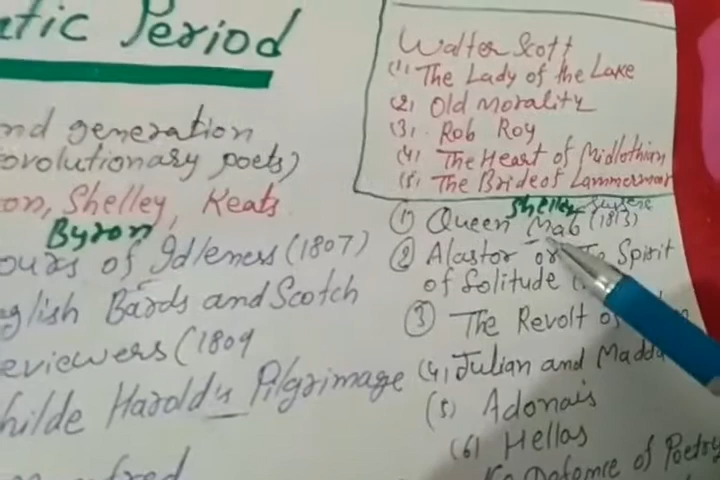 atic Period
nd generation
ovolutionary poets)
on, Shelley, Keats
Byron
ours of Idleness (1807)
glish Bards and Scotch
eviewers (1809
hilde Harold's Pilgrimage
Walter Scott
(1) The Lady of the Lake
(2) Old Morality
(3) Rob Roy
(4) The Heart of Midlothian
(5) The Bride of Lammermoor
Shelley
(1) Queen Mab (1813)
(2) Alastor or The Spirit
of Solitude
(3) The Revolt of
(4) Julian and Madda
(5) Adonais
(6) Hellas
Defence of Poetry